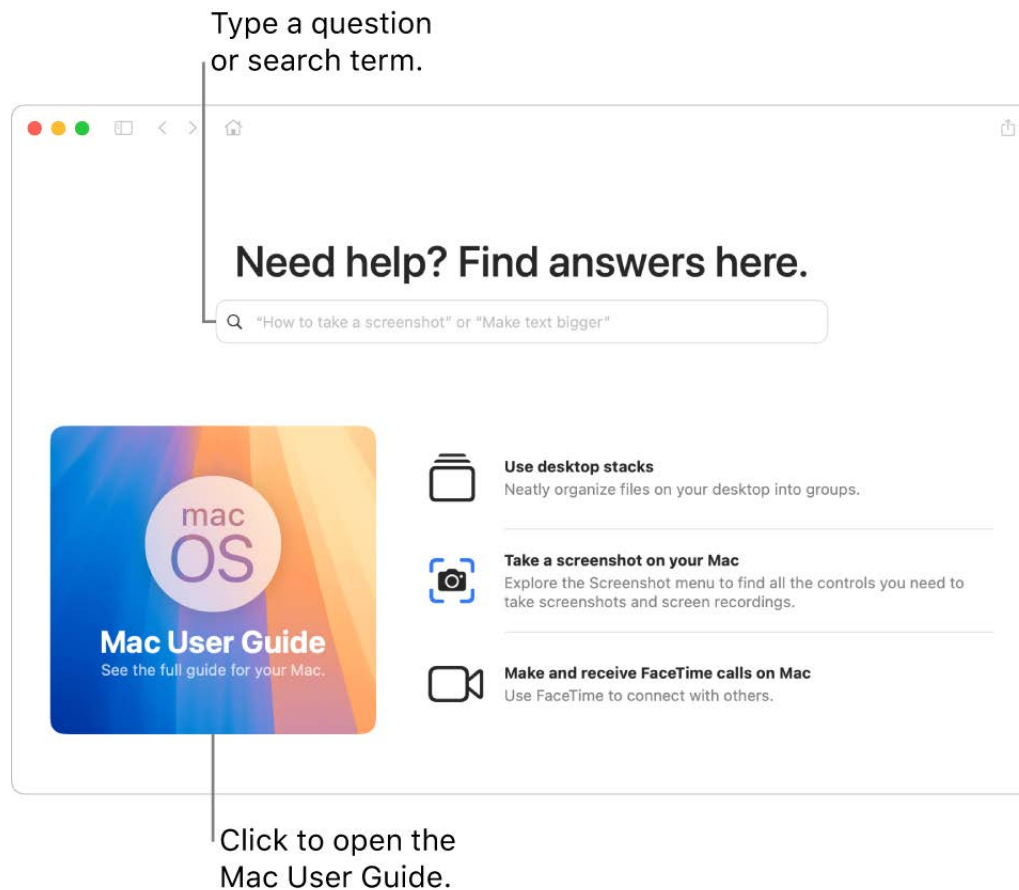 Type a question
or search term.
Need help? Find answers here.
“How to take a screenshot” or “Make text bigger”
mac
OS
Mac User Guide
See the full guide for your Mac.
Use desktop stacks
Neatly organize files on your desktop into groups.
Take a screenshot on your Mac
Explore the Screenshot menu to find all the controls you need to
take screenshots and screen recordings.
Make and receive FaceTime calls on Mac
Use FaceTime to connect with others.
Click to open the
Mac User Guide.